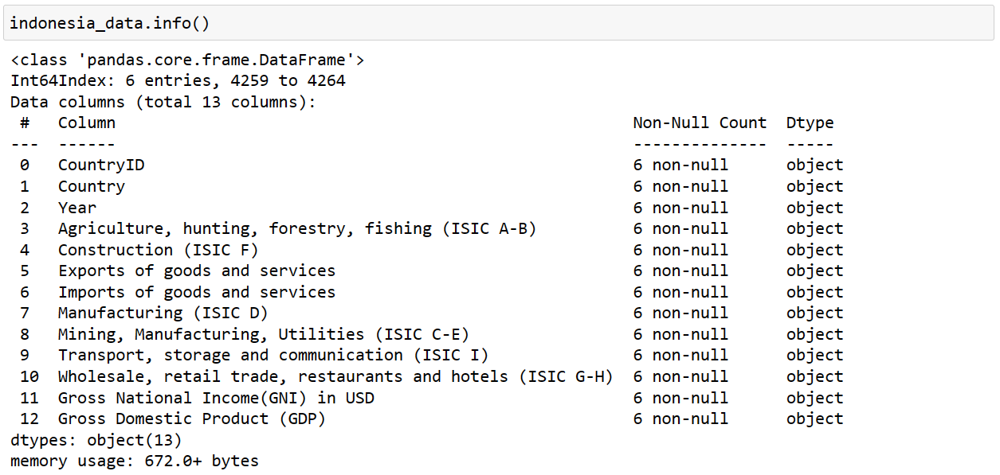 indonesia_data.info()
<class 'pandas.core.frame.DataFrame'>
Int64Index: 6 entries, 4259 to 4264
Data columns (total 13 columns):
 #   Column                                                      Non-Null Count  Dtype
---  ------                                                      --------------  -----
 0   CountryID                                                   6 non-null      object
 1   Country                                                     6 non-null      object
 2   Year                                                        6 non-null      object
 3   Agriculture, hunting, forestry, fishing (ISIC A-B)          6 non-null      object
 4   Construction (ISIC F)                                       6 non-null      object
 5   Exports of goods and services                               6 non-null      object
 6   Imports of goods and services                               6 non-null      object
 7   Manufacturing (ISIC D)                                      6 non-null      object
 8   Mining, Manufacturing, Utilities (ISIC C-E)                 6 non-null      object
 9   Transport, storage and communication (ISIC I)               6 non-null      object
 10  Wholesale, retail trade, restaurants and hotels (ISIC G-H)  6 non-null      object
 11  Gross National Income(GNI) in USD                           6 non-null      object
 12  Gross Domestic Product (GDP)                                6 non-null      object
dtypes: object(13)
memory usage: 672.0+ bytes